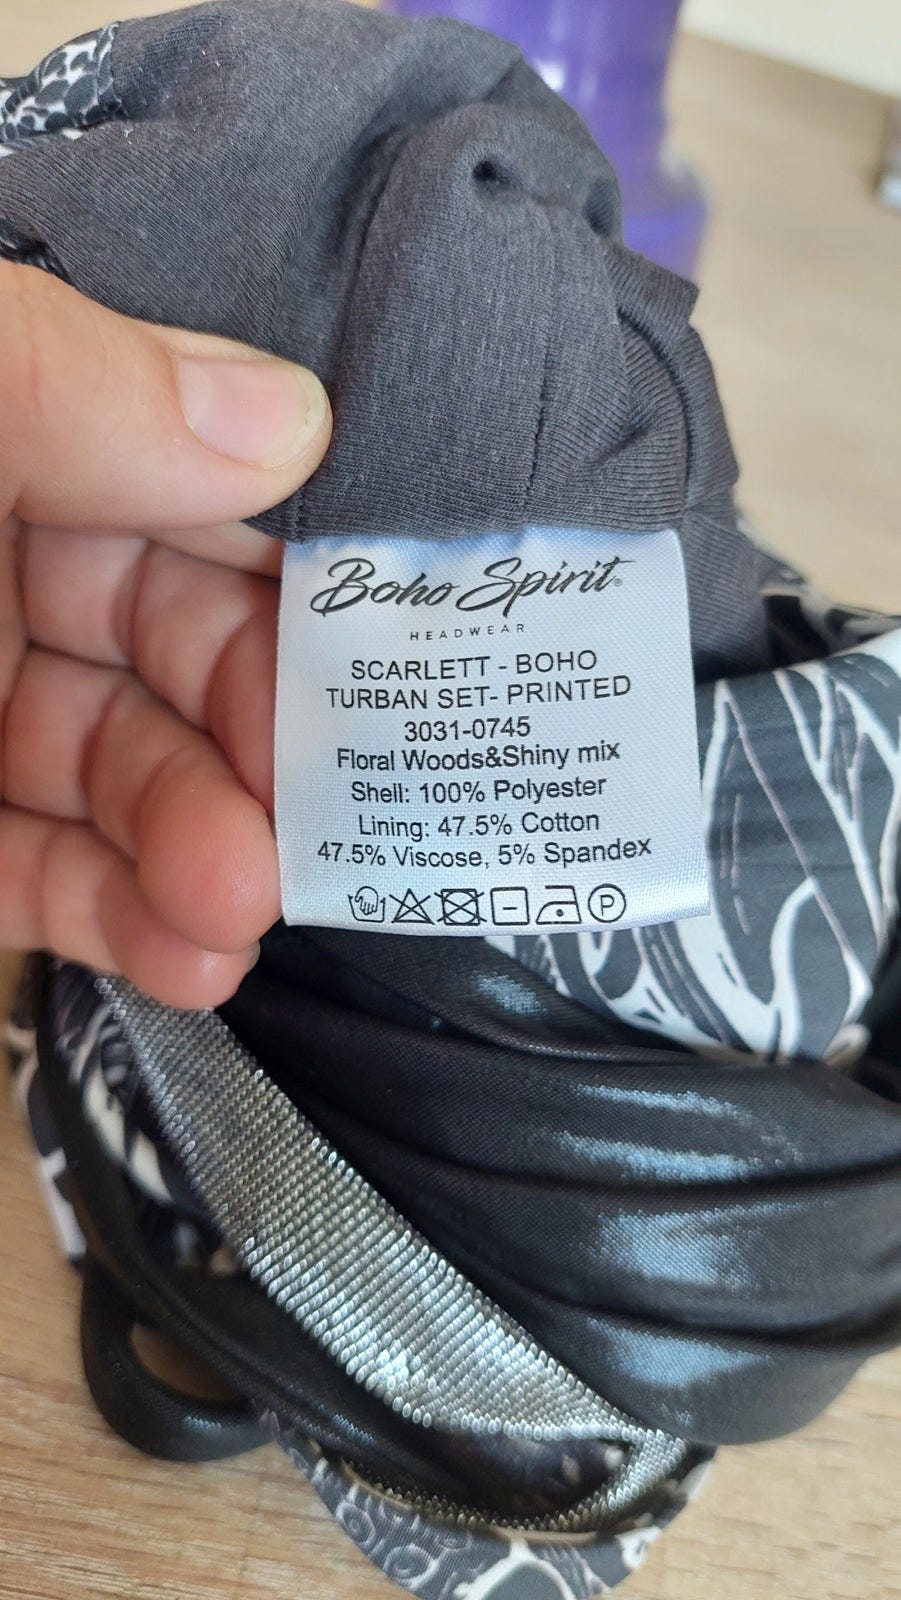 Boho Spirit®
HEADWEAR
SCARLETT - BOHO
TURBAN SET- PRINTED
3031-0745
Floral Woods&Shiny mix
Shell: 100% Polyester
Lining: 47.5% Cotton
47.5% Viscose, 5% Spandex
P